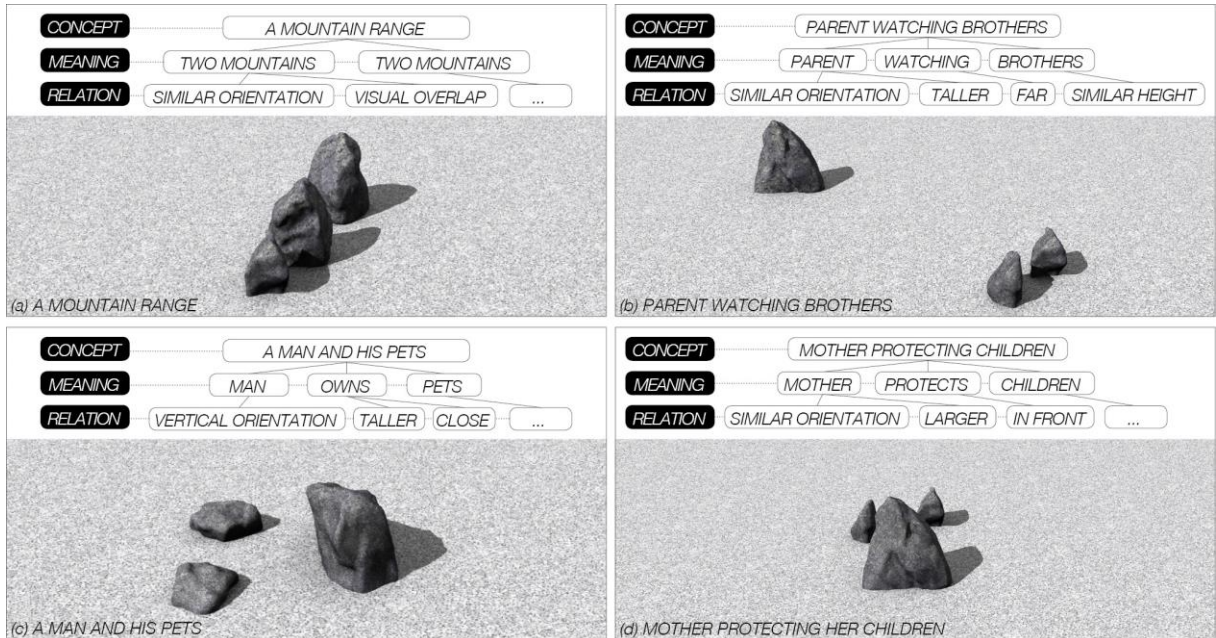 CONCEPT A MOUNTAIN RANGE
MEANING TWO MOUNTAINS TWO MOUNTAINS
RELATION SIMILAR ORIENTATION VISUAL OVERLAP ...
(a) A MOUNTAIN RANGE
CONCEPT PARENT WATCHING BROTHERS
MEANING PARENT WATCHING BROTHERS
RELATION SIMILAR ORIENTATION TALLER FAR SIMILAR HEIGHT
(b) PARENT WATCHING BROTHERS
CONCEPT A MAN AND HIS PETS
MEANING MAN OWNS PETS
RELATION VERTICAL ORIENTATION TALLER CLOSE ...
(c) A MAN AND HIS PETS
CONCEPT MOTHER PROTECTING CHILDREN
MEANING MOTHER PROTECTS CHILDREN
RELATION SIMILAR ORIENTATION LARGER IN FRONT ...
(d) MOTHER PROTECTING HER CHILDREN